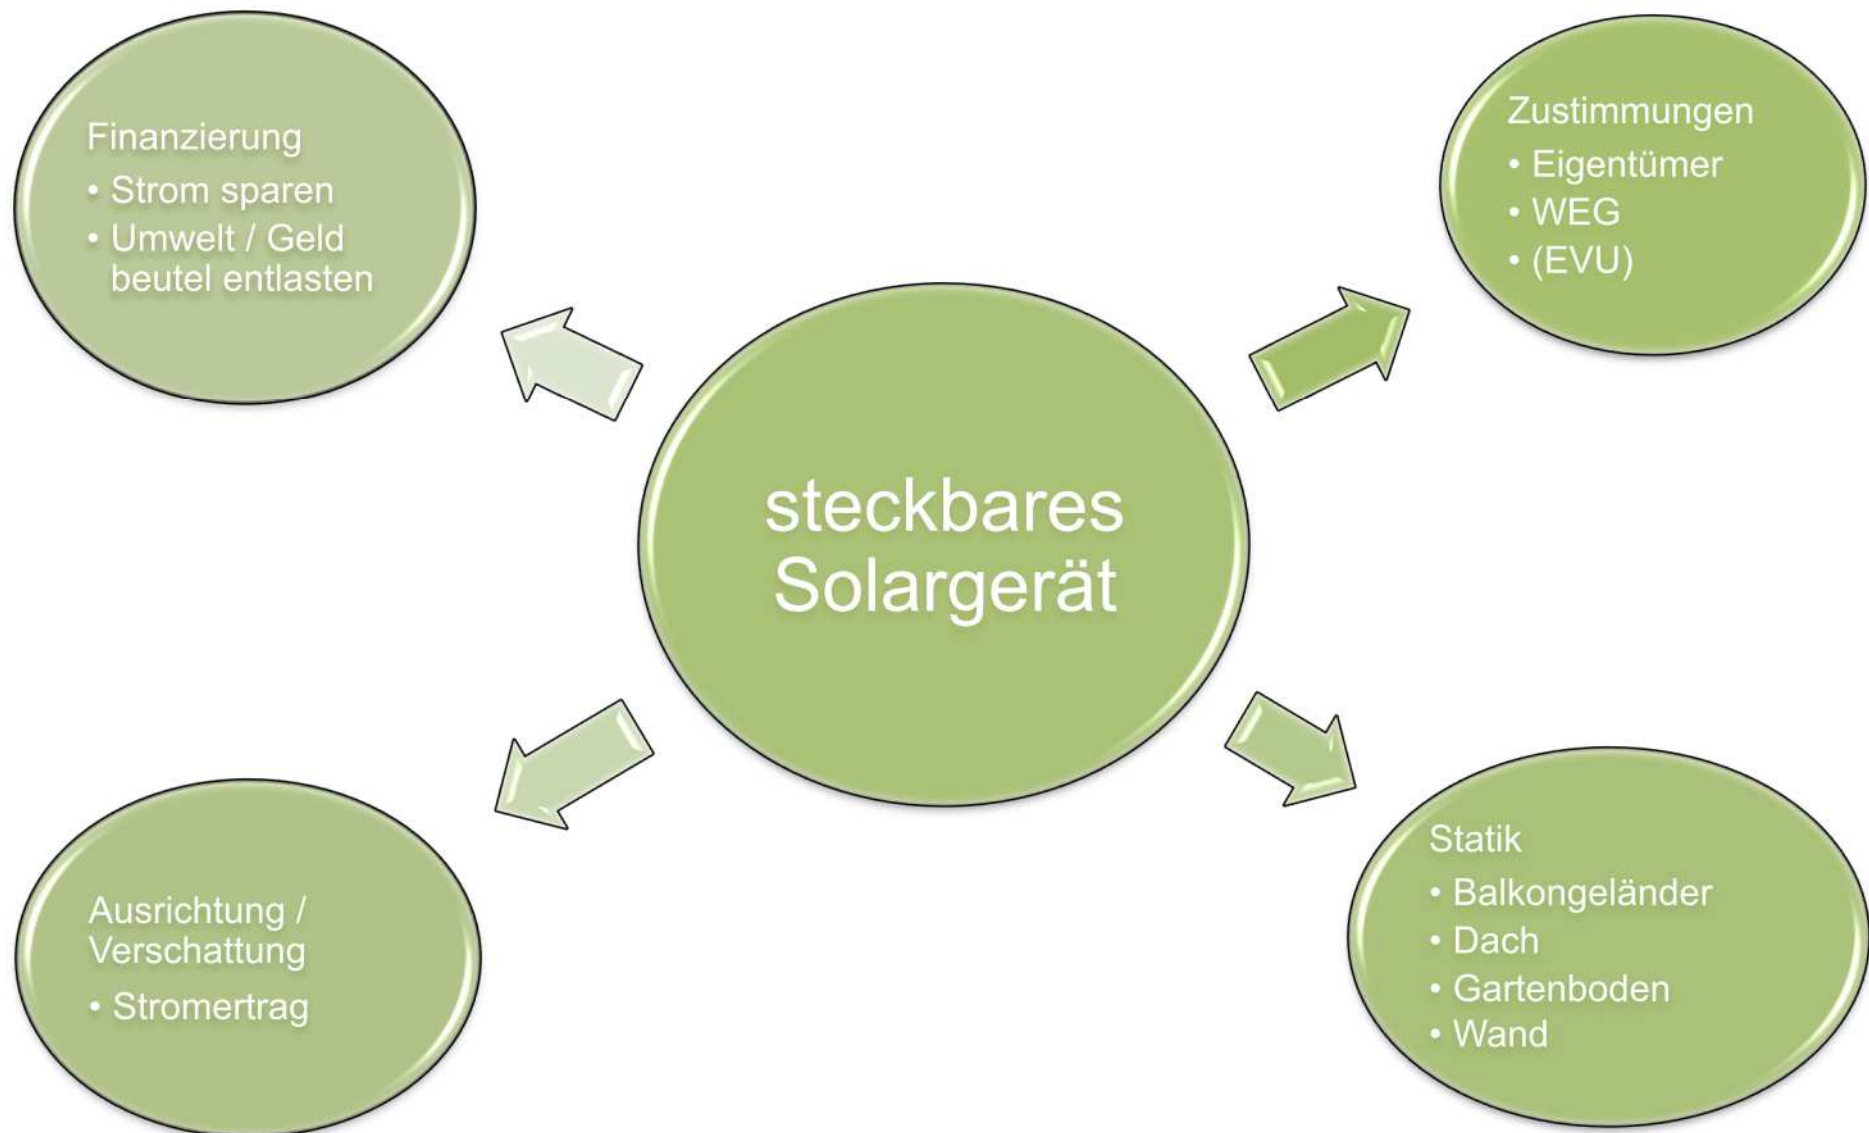 Finanzierung
• Strom sparen
• Umwelt / Geld
beutel entlasten
Zustimmungen
• Eigentümer
• WEG
• (EVU)
steckbares
Solargerät
Ausrichtung /
Verschattung
• Stromertrag
Statik
• Balkongeländer
• Dach
• Gartenboden
• Wand